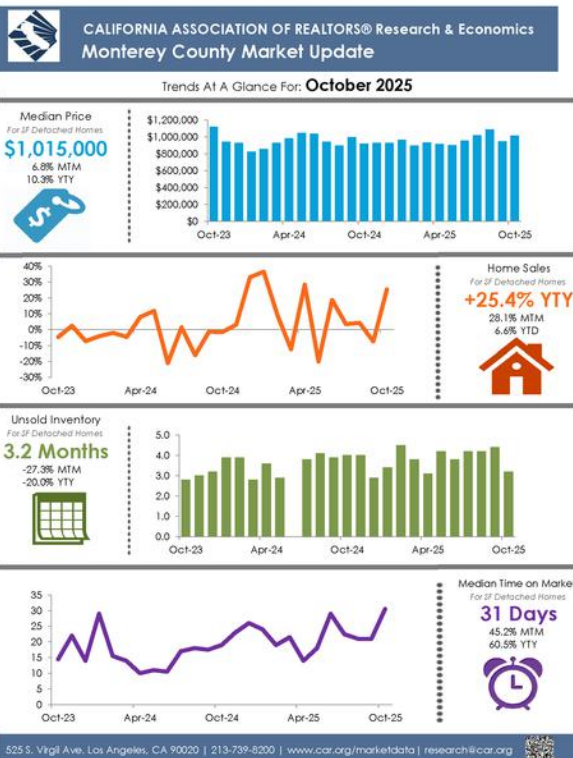 CALIFORNIA ASSOCIATION OF REALTORS® Research & Economics
Monterey County Market Update
Trends At A Glance For: October 2025
Median Price
For SF Detached Homes
$1,015,000
6.8% MTM
10.3% YTY
$
$1,200,000
$1,000,000
$800,000
$600,000
$400,000
$200,000
$0
Oct-23 Apr-24 Oct-24 Apr-25 Oct-25
40%
30%
20%
10%
0%
-10%
-20%
-30%
Oct-23 Apr-24 Oct-24 Apr-25 Oct-25
Home Sales
For SF Detached Homes
+25.4% YTY
28.1% MTM
6.6% YTD
Unsold Inventory
For SF Detached Homes
3.2 Months
-27.3% MTM
-20.0% YTY
5.0
4.0
3.0
2.0
1.0
0.0
Oct-23 Apr-24 Oct-24 Apr-25 Oct-25
35
30
25
20
15
10
5
0
Oct-23 Apr-24 Oct-24 Apr-25 Oct-25
Median Time on Marke
For SF Detached Homes
31 Days
45.2% MTM
60.5% YTY
525 S. Virgil Ave. Los Angeles, CA 90020 | 213-739-8200 | www.car.org/marketdata | research@car.org